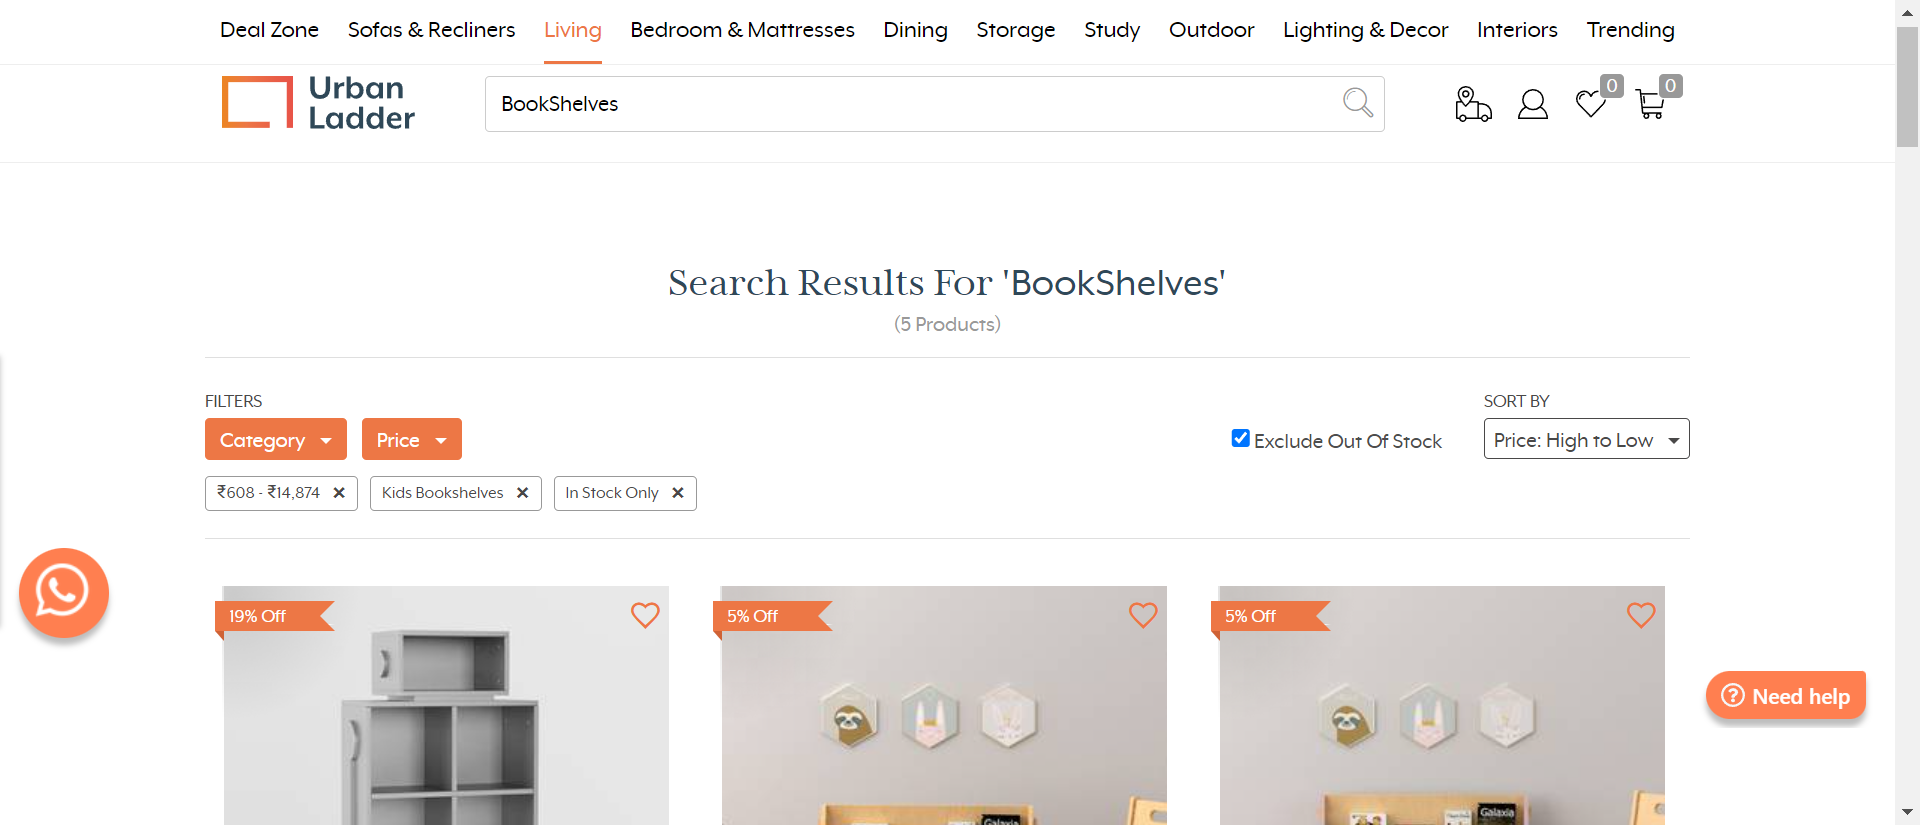 Deal Zone Sofas & Recliners Living Bedroom & Mattresses Dining Storage Study Outdoor Lighting & Decor Interiors Trending
Urban
Ladder
BookShelves
0
0
Search Results For 'BookShelves'
(5 Products)
FILTERS
SORT BY
Category
Price
Exclude Out Of Stock
Price: High to Low
₹608 - ₹14,874 ✕
Kids Bookshelves ✕
In Stock Only ✕
19% Off
5% Off
5% Off
Need help
Galaxia
Galaxia